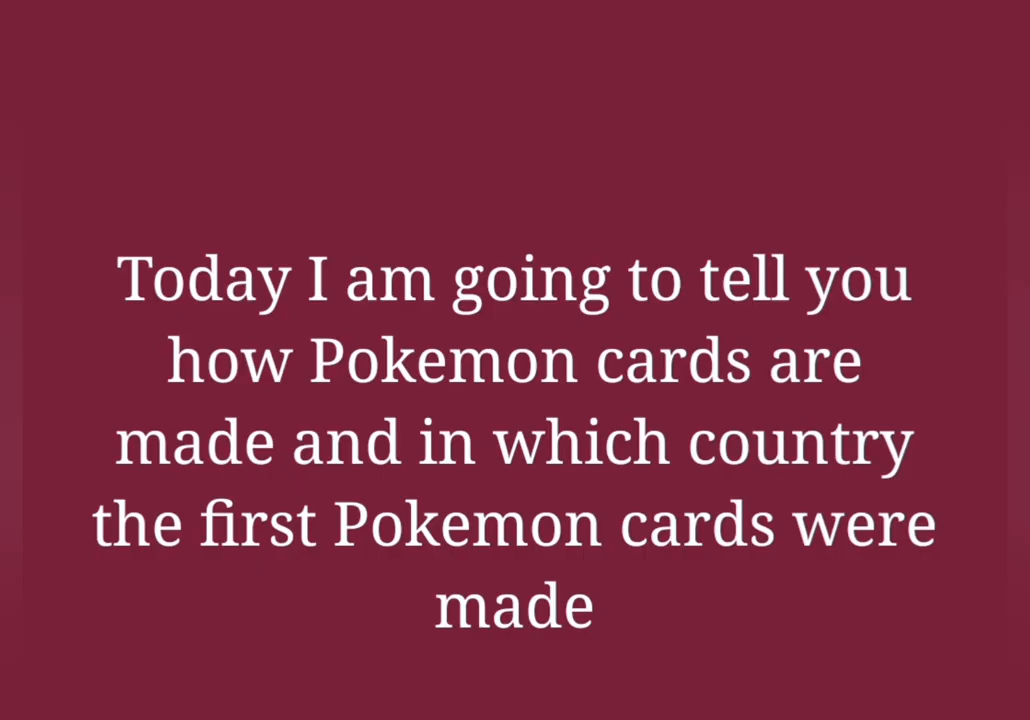 Today I am going to tell you
how Pokemon cards are
made and in which country
the first Pokemon cards were
made